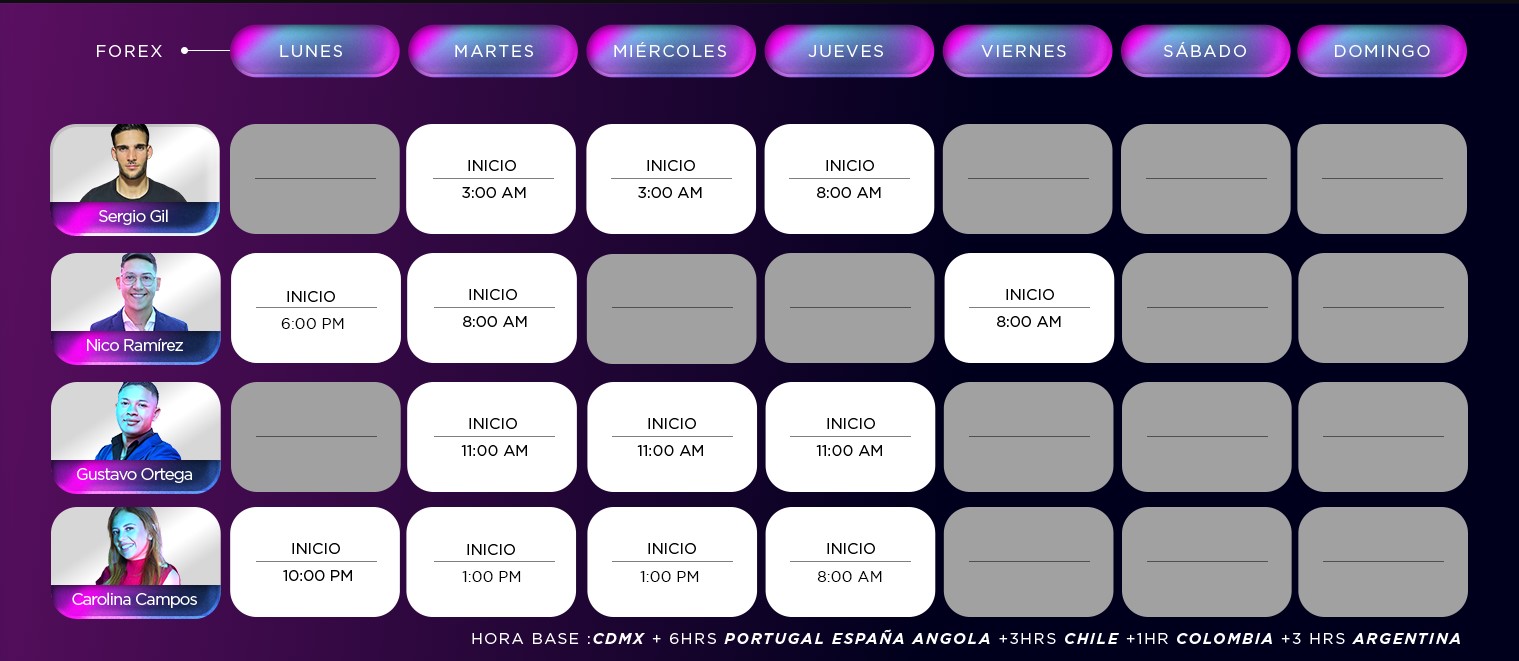 FOREX LUNES MARTES MIÉRCOLES JUEVES VIERNES SÁBADO DOMINGO
INICIO INICIO INICIO
3:00 AM 3:00 AM 8:00 AM
Sergio Gil
INICIO INICIO INICIO
6:00 PM 8:00 AM 8:00 AM
Nico Ramírez
INICIO INICIO INICIO
11:00 AM 11:00 AM 11:00 AM
Gustavo Ortega
INICIO INICIO INICIO INICIO
10:00 PM 1:00 PM 1:00 PM 8:00 AM
Carolina Campos
HORA BASE :CDMX + 6HRS PORTUGAL ESPAÑA ANGOLA +3HRS CHILE +1HR COLOMBIA +3 HRS ARGENTINA